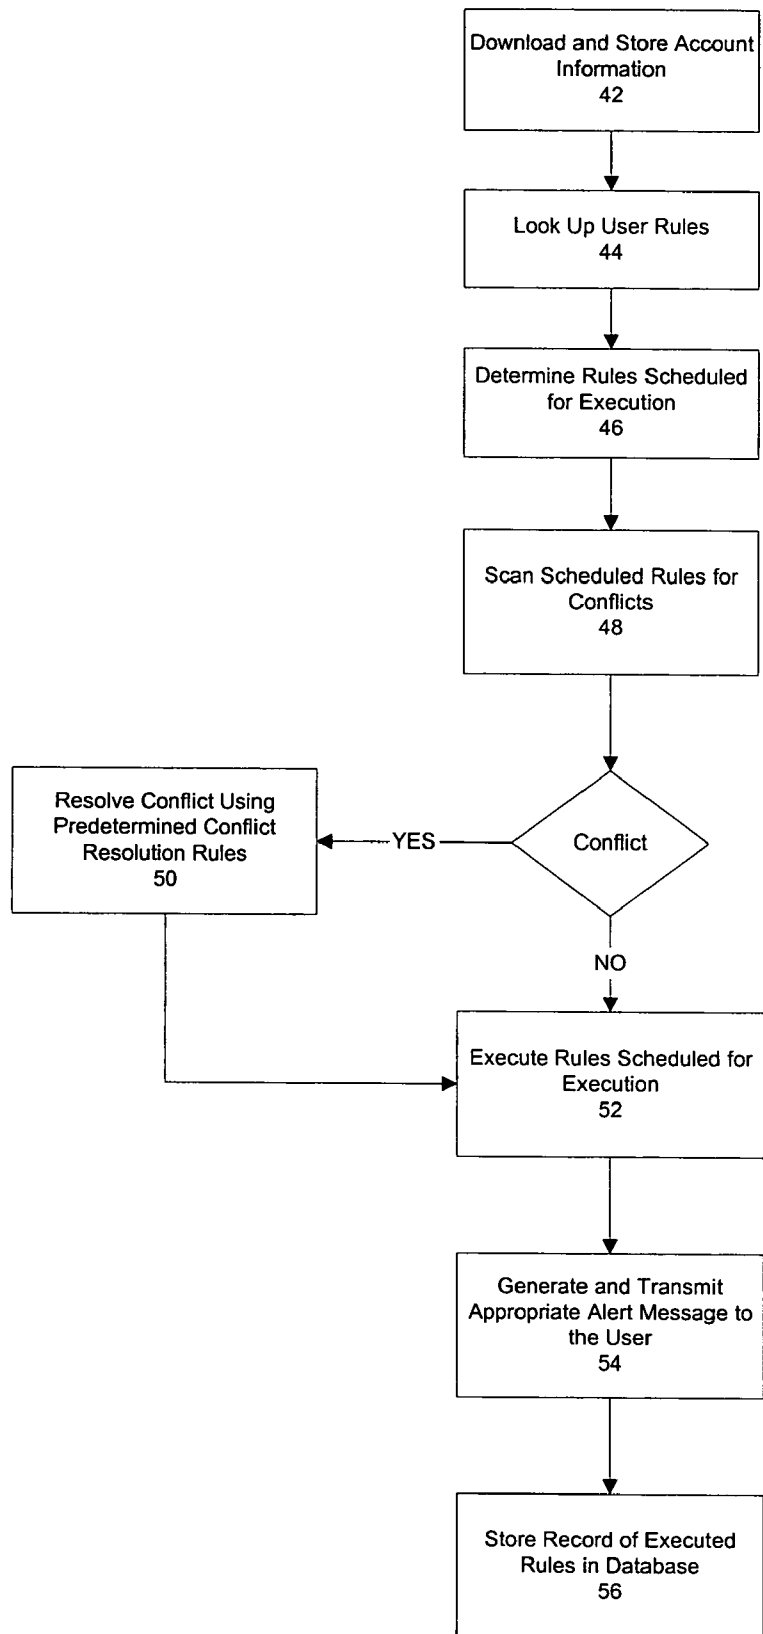 Download and Store Account
Information
42
Look Up User Rules
44
Determine Rules Scheduled
for Execution
46
Scan Scheduled Rules for
Conflicts
48
Resolve Conflict Using
Predetermined Conflict
Resolution Rules
50
YES
Conflict
NO
Execute Rules Scheduled for
Execution
52
Generate and Transmit
Appropriate Alert Message to
the User
54
Store Record of Executed
Rules in Database
56